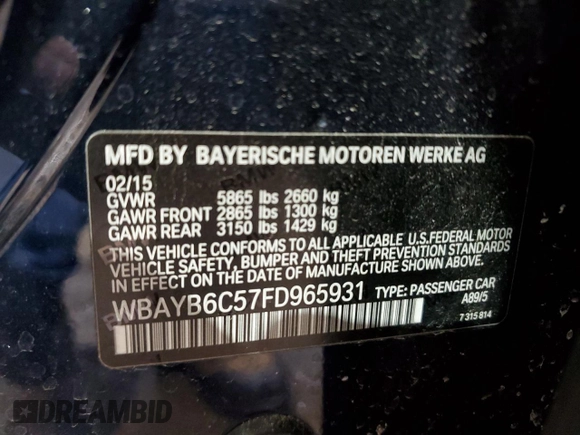 MFD BY BAYERISCHE MOTOREN WERKE AG
02/15
GVWR 5865 lbs 2660 kg
GAWR FRONT 2865 lbs 1300 kg
GAWR REAR 3150 lbs 1429 kg
THIS VEHICLE CONFORMS TO ALL APPLICABLE U.S.FEDERAL MOTOR
VEHICLE SAFETY, BUMPER AND THEFT PREVENTION STANDARDS
IN EFFECT ON THE DATE OF MANUFACTURE SHOWN ABOVE.
WBAYB6C57FD965931 TYPE: PASSENGER CAR
A89/5
7 315 814
DREAMBID